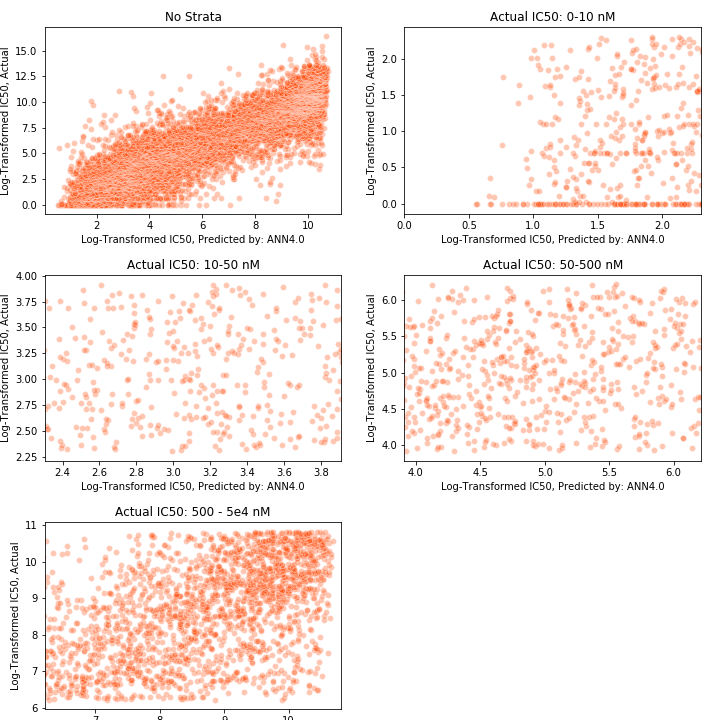 No Strata
Log-Transformed IC50, Actual
15.0
12.5
10.0
7.5
5.0
2.5
0.0
2 4 6 8 10
Log-Transformed IC50, Predicted by: ANN4.0
Actual IC50: 0-10 nM
Log-Transformed IC50, Actual
2.0
1.5
1.0
0.5
0.0
0.0 0.5 1.0 1.5 2.0
Log-Transformed IC50, Predicted by: ANN4.0
Actual IC50: 10-50 nM
Log-Transformed IC50, Actual
4.00
3.75
3.50
3.25
3.00
2.75
2.50
2.25
2.4 2.6 2.8 3.0 3.2 3.4 3.6 3.8
Log-Transformed IC50, Predicted by: ANN4.0
Actual IC50: 50-500 nM
Log-Transformed IC50, Actual
6.0
5.5
5.0
4.5
4.0
4.0 4.5 5.0 5.5 6.0
Log-Transformed IC50, Predicted by: ANN4.0
Actual IC50: 500 - 5e4 nM
Log-Transformed IC50, Actual
11
10
9
8
7
6
7 8 9 10